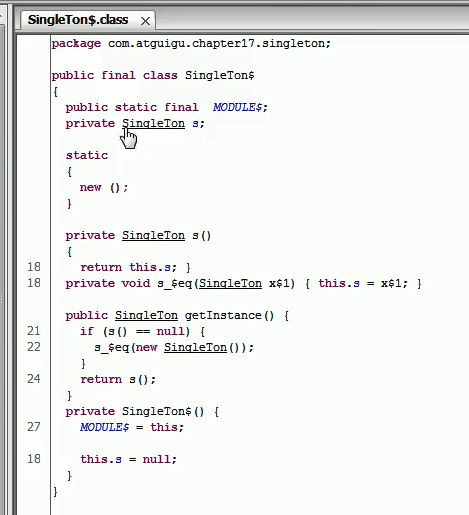 SingleTon$.class
package com.atguigu.chapter17.singleton;
public final class SingleTon$
{
public static final  MODULE$;
private SingleTon s;
static
{
new ();
}
private SingleTon s()
{
18 return this.s; }
18 private void s_$eq(SingleTon x$1) { this.s = x$1; }
public SingleTon getInstance() {
21 if (s() == null) {
22 s_$eq(new SingleTon());
}
24 return s();
}
private SingleTon$() {
27 MODULE$ = this;
18 this.s = null;
}
}